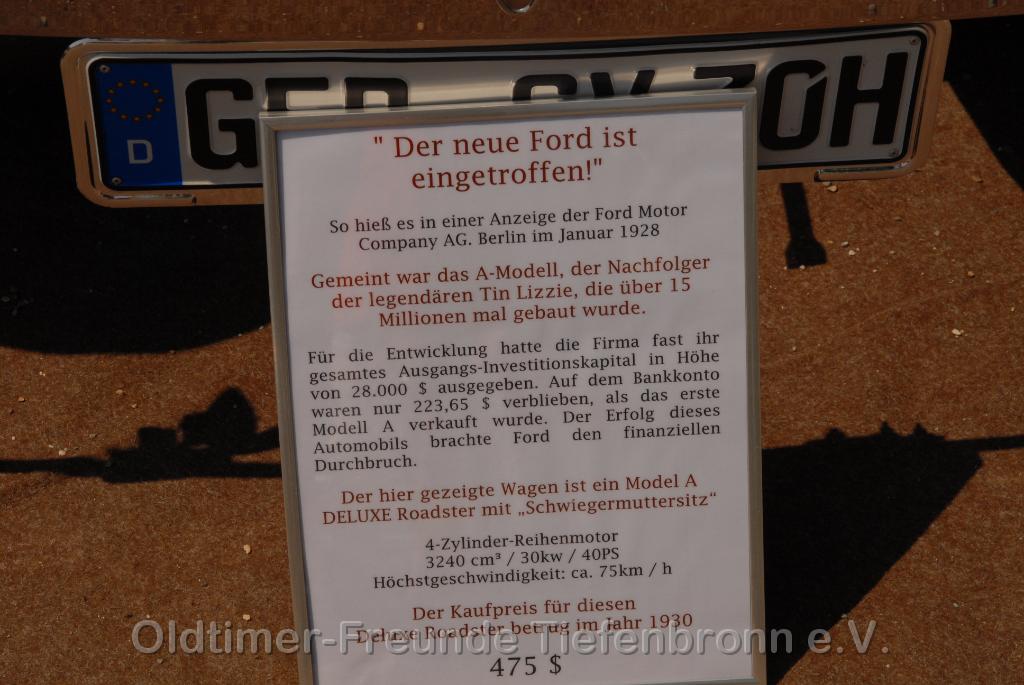 D
" Der neue Ford ist
eingetroffen!"
So hieß es in einer Anzeige der Ford Motor
Company AG. Berlin im Januar 1928
Gemeint war das A-Modell, der Nachfolger
der legendären Tin Lizzie, die über 15
Millionen mal gebaut wurde.
Für die Entwicklung hatte die Firma fast ihr
gesamtes Ausgangs-Investitionskapital in Höhe
von 28.000 $ ausgegeben. Auf dem Bankkonto
waren nur 223,65 $ verblieben, als das erste
Modell A verkauft wurde. Der Erfolg dieses
Automobils brachte Ford den finanziellen
Durchbruch.
Der hier gezeigte Wagen ist ein Model A
DELUXE Roadster mit „Schwiegermuttersitz“
4-Zylinder-Reihenmotor
3240 cm³ / 30kw / 40PS
Höchstgeschwindigkeit: ca. 75km / h
Der Kaufpreis für diesen
Deluxe Roadster betrug im Jahr 1930
Oldtimer-Freunde Tiefenbronn e.V.
475 $